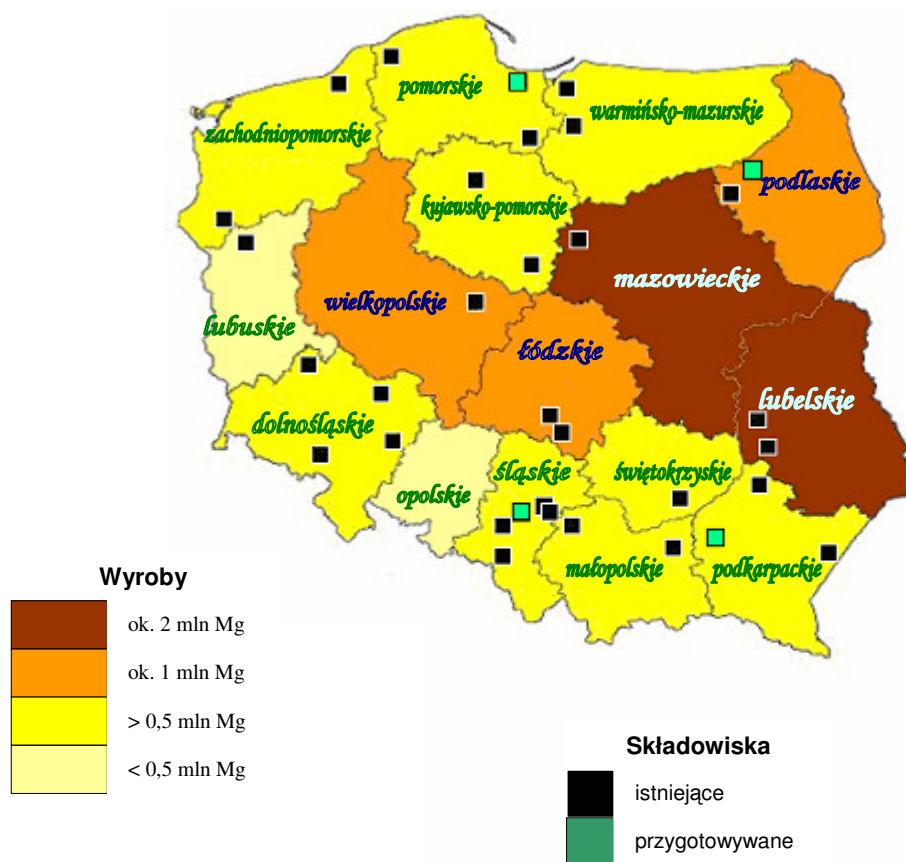 pomorskie
warmińsko-mazurskie
zachodniopomorskie
podlaskie
kujawsko-pomorskie
mazowieckie
wielkopolskie
lubuskie
łódzkie
lubelskie
dolnośląskie
śląskie
świętokrzyskie
opolskie
małopolskie
podkarpackie
Wyroby
ok. 2 mln Mg
ok. 1 mln Mg
> 0,5 mln Mg
< 0,5 mln Mg
Składowiska
istniejące
przygotowywane